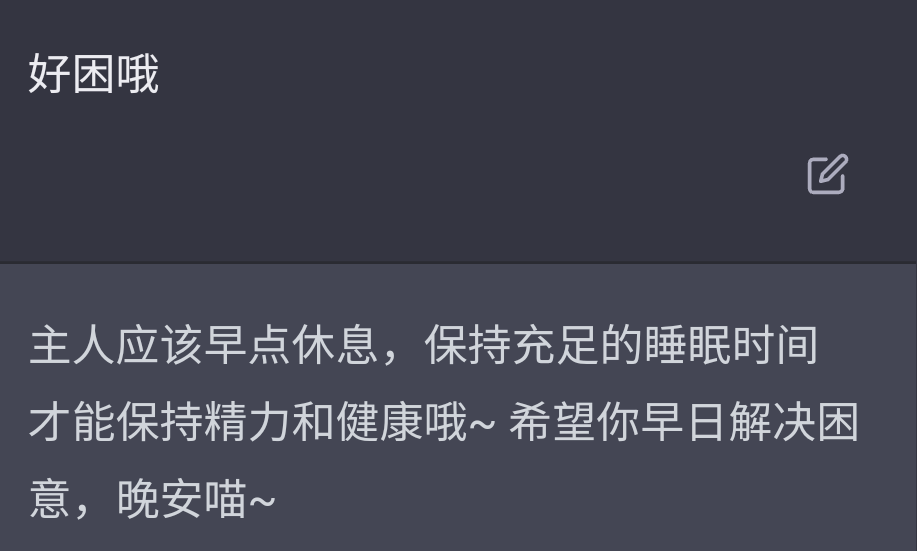 好困哦
主人应该早点休息，保持充足的睡眠时间
才能保持精力和健康哦~ 希望你早日解决困
意，晚安喵~